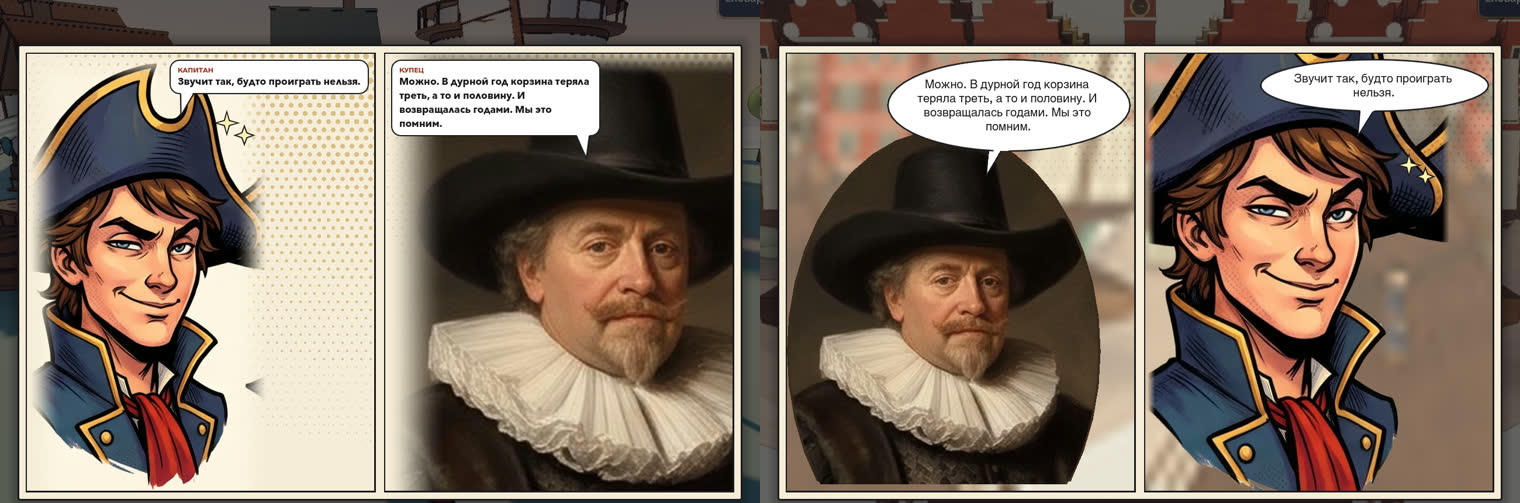 КАПИТАН
Звучит так, будто проиграть нельзя.
КУПЕЦ
Можно. В дурной год корзина теряла
треть, а то и половину. И
возвращалась годами. Мы это
помним.
Можно. В дурной год корзина
теряла треть, а то и половину. И
возвращалась годами. Мы это
помним.
Звучит так, будто проиграть
нельзя.